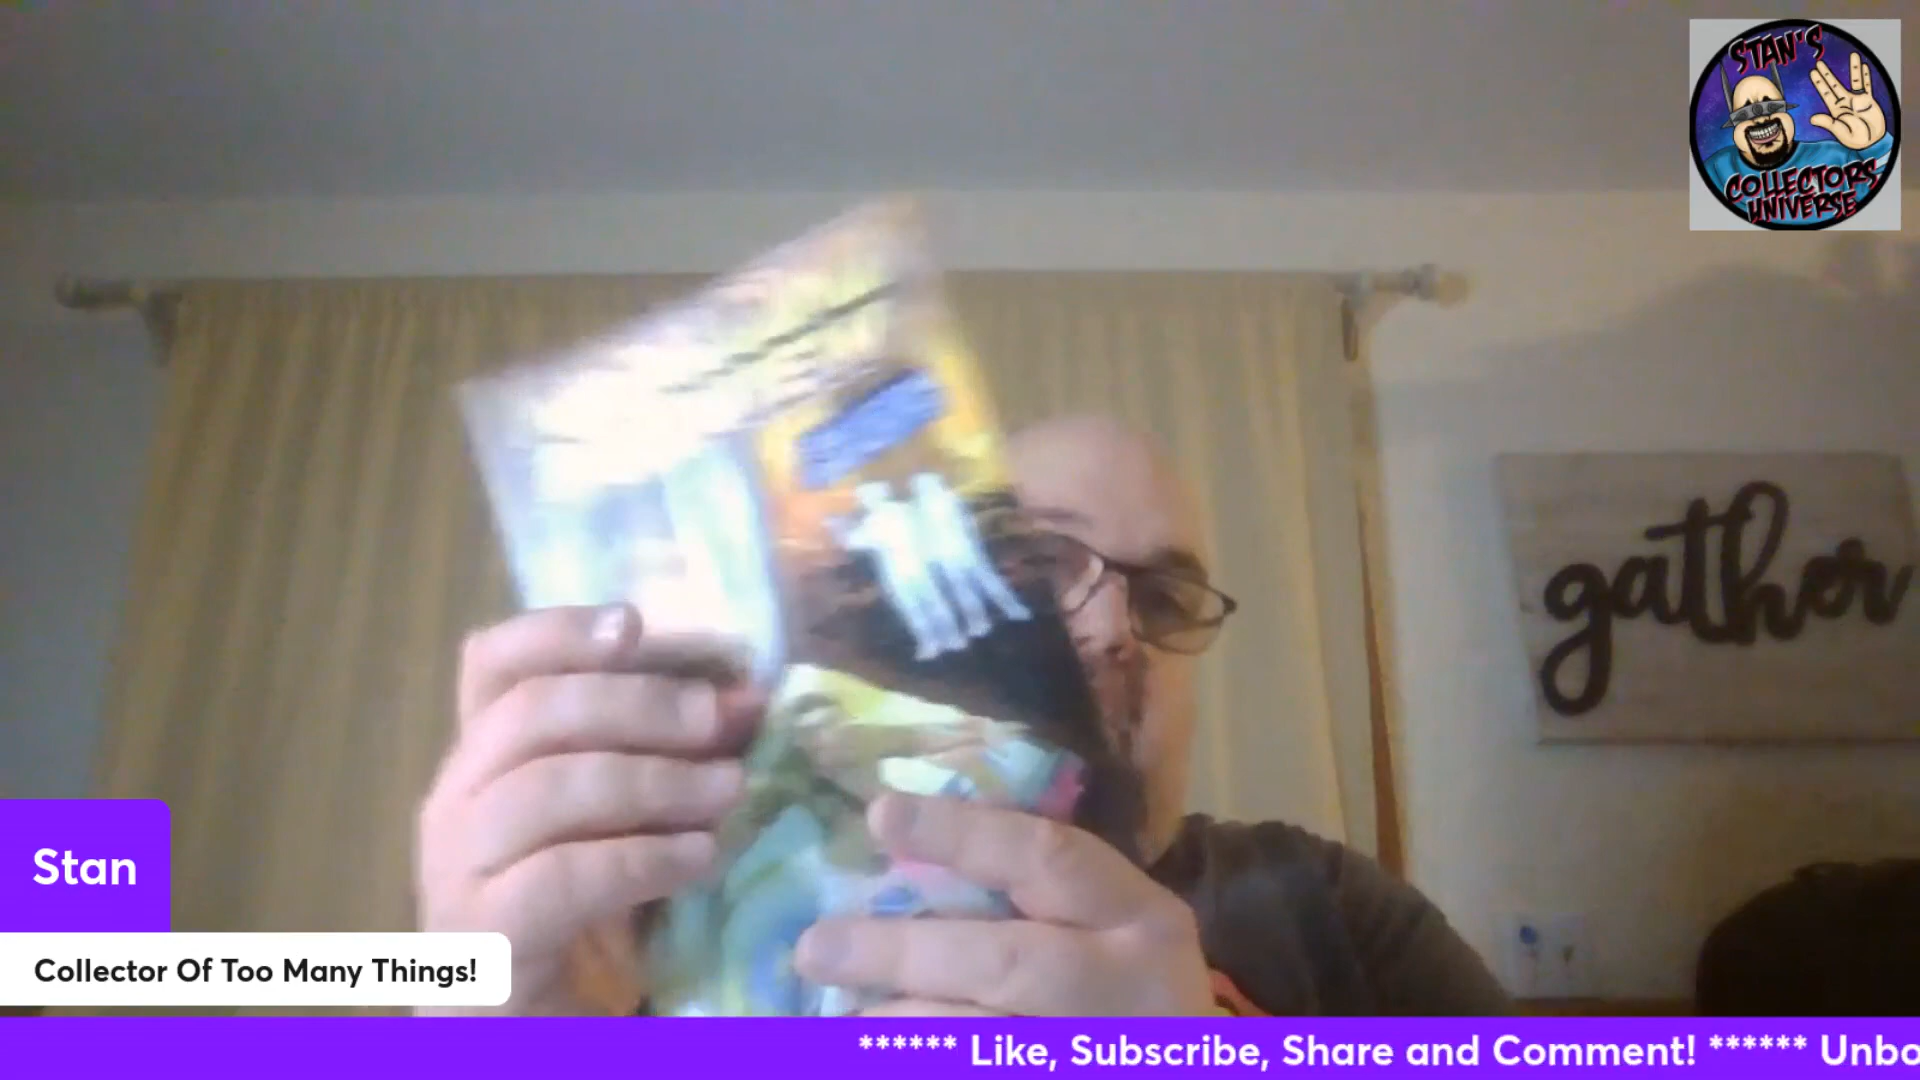 STAN'S
COLLECTORS
UNIVERSE
gather
Stan
Collector Of Too Many Things!
****** Like, Subscribe, Share and Comment! ****** Unbo